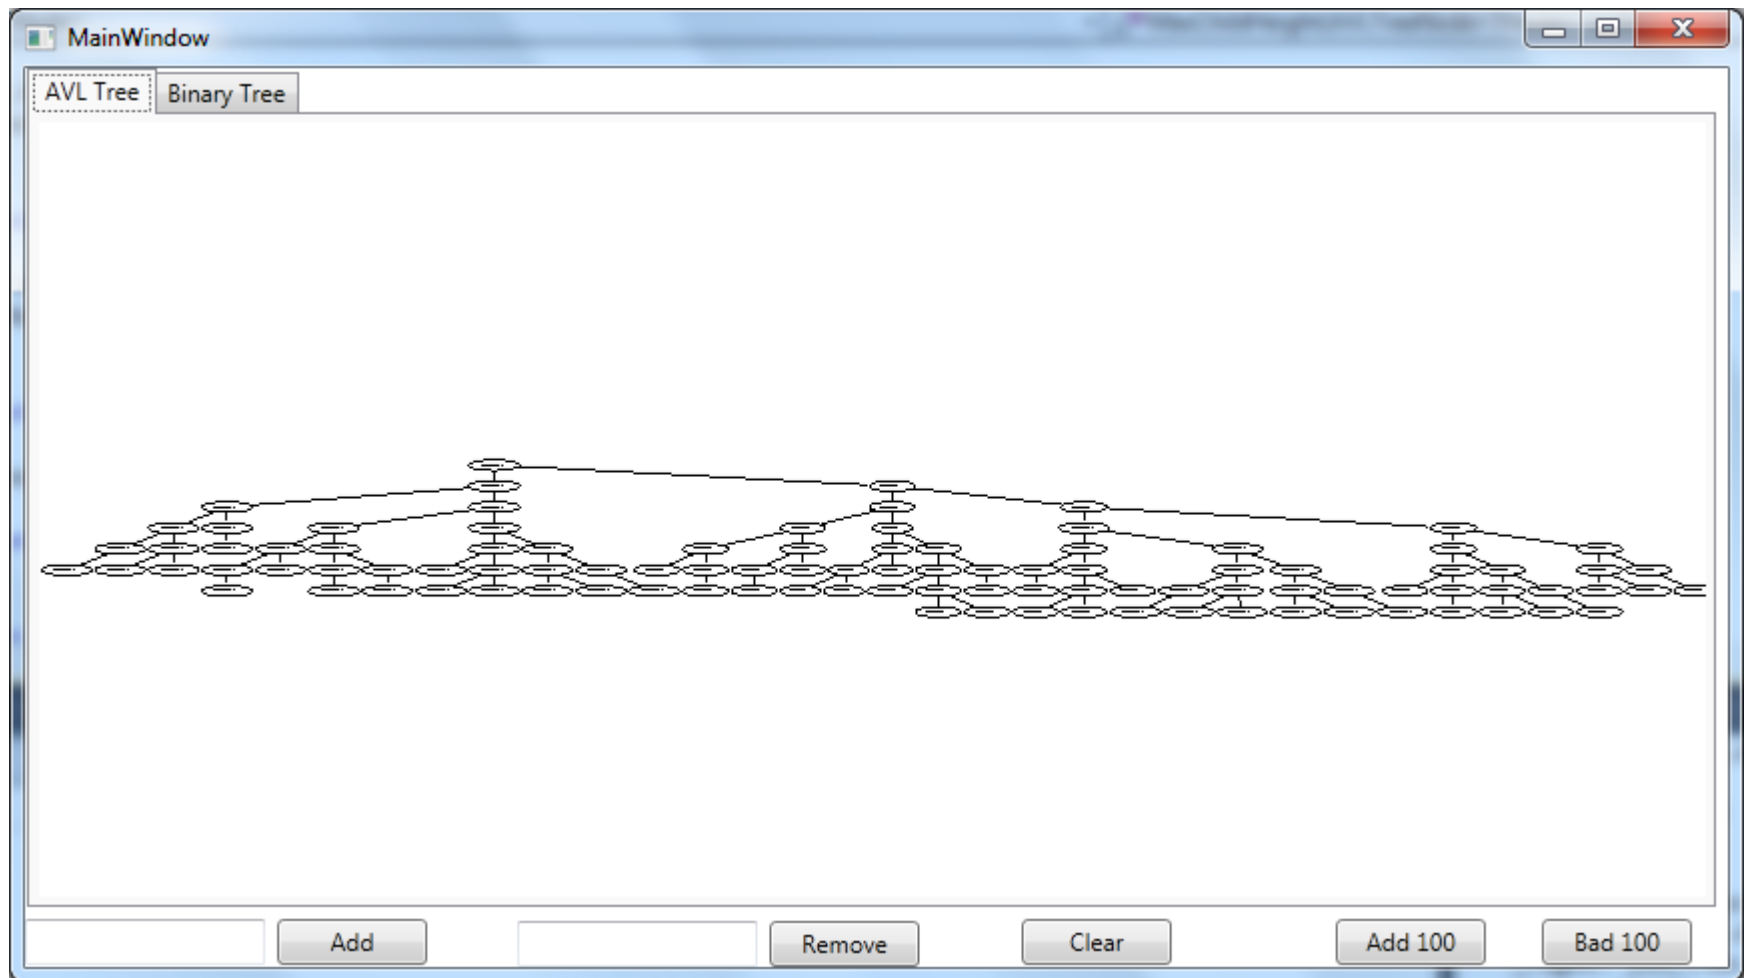 MainWindow
AVL Tree
Binary Tree
Add
Remove
Clear
Add 100
Bad 100